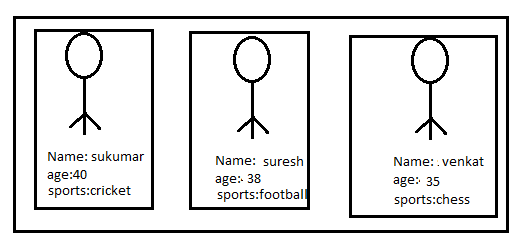 Name: sukumar
age:40
sports:cricket
Name: suresh
age: 38
sports:football
Name: venkat
age: 35
sports:chess